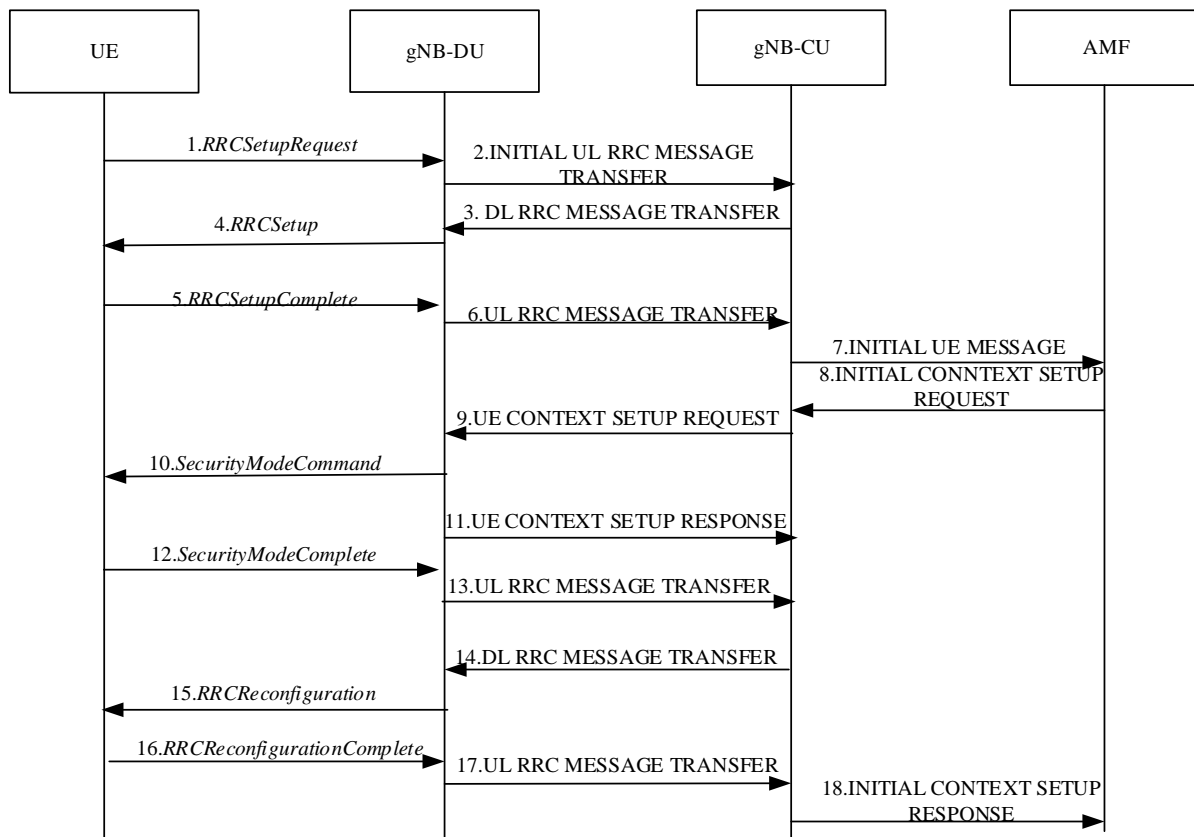 UE
gNB-DU
gNB-CU
AMF
1.RRCSetupRequest
2.INITIAL UL RRC MESSAGE
TRANSFER
3. DL RRC MESSAGE TRANSFER
4.RRCSetup
5.RRCSetupComplete
6.UL RRC MESSAGE TRANSFER
7.INITIAL UE MESSAGE
8.INITIAL CONNTEXT SETUP
REQUEST
9.UE CONTEXT SETUP REQUEST
10.SecurityModeCommand
11.UE CONTEXT SETUP RESPONSE
12.SecurityModeComplete
13.UL RRC MESSAGE TRANSFER
14.DL RRC MESSAGE TRANSFER
15.RRCReconfiguration
16.RRCReconfigurationComplete
17.UL RRC MESSAGE TRANSFER
18.INITIAL CONTEXT SETUP
RESPONSE